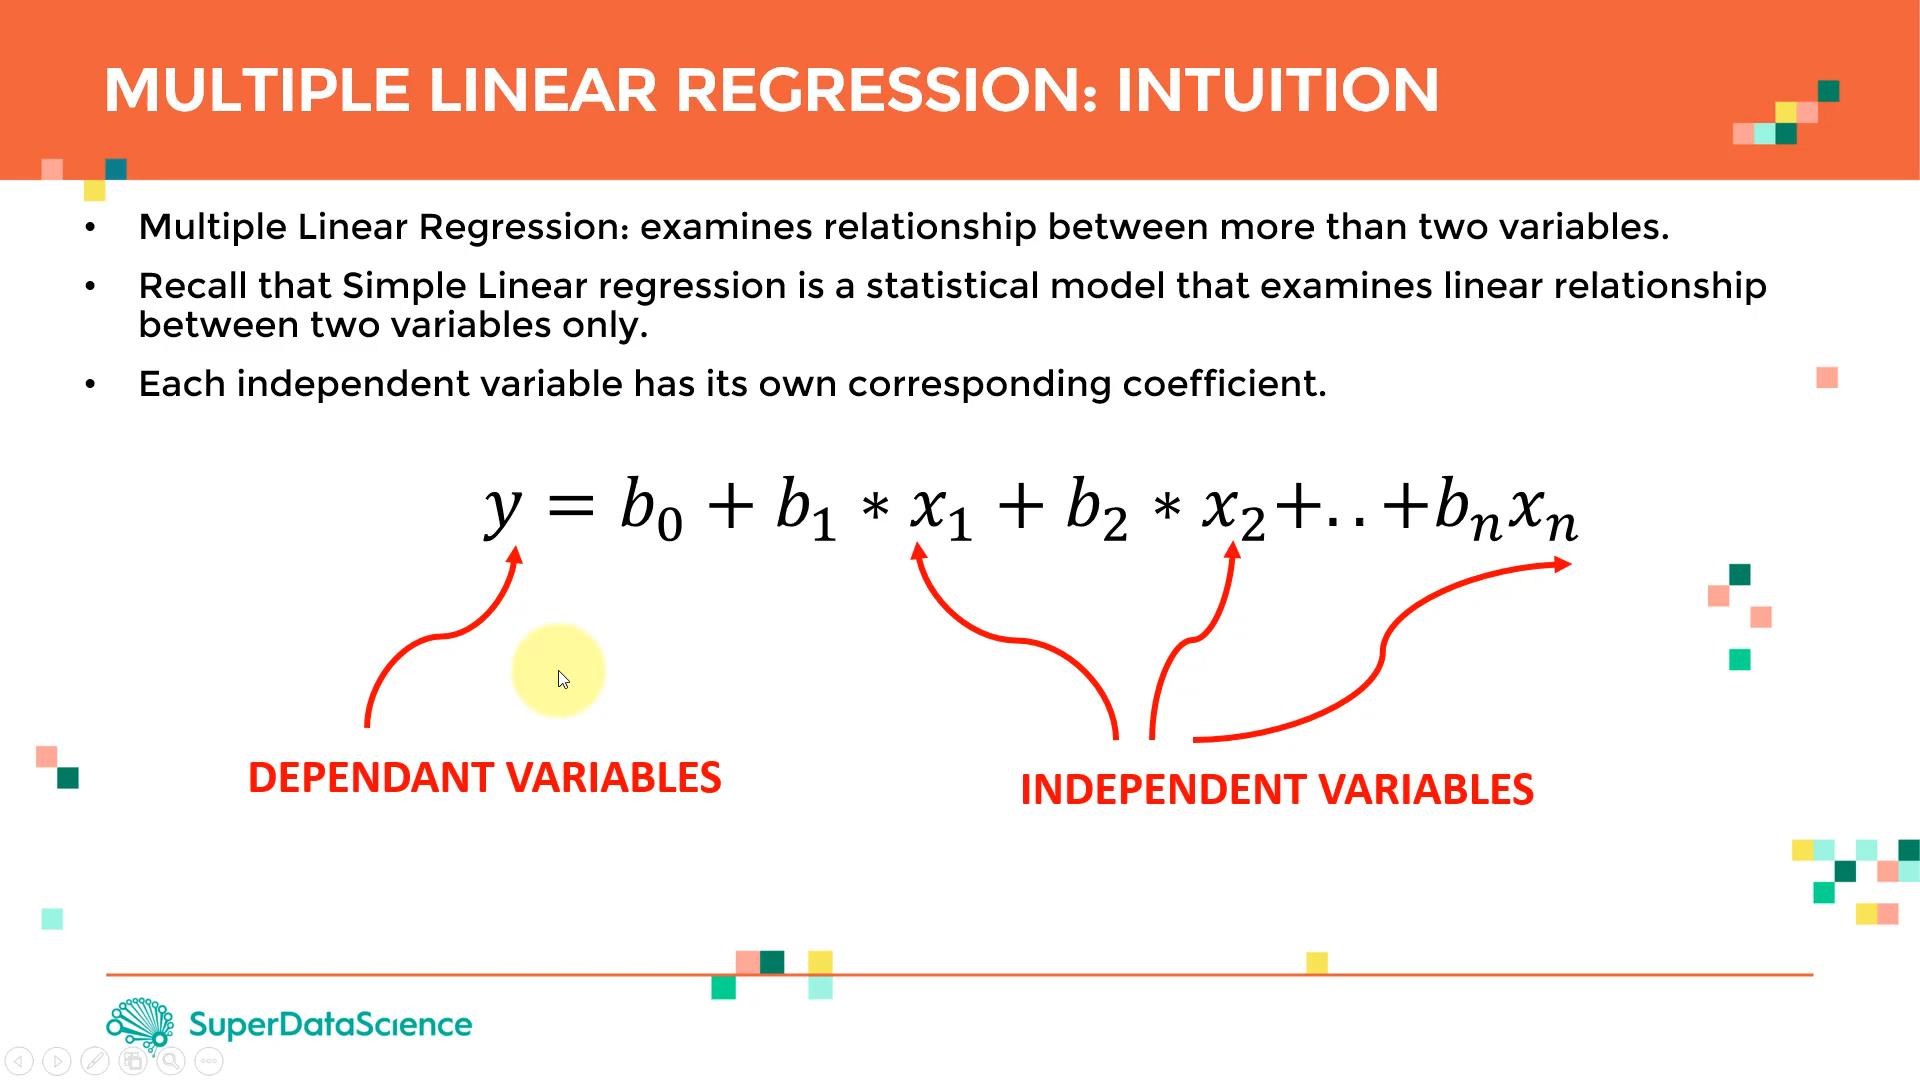 MULTIPLE LINEAR REGRESSION: INTUITION
• Multiple Linear Regression: examines relationship between more than two variables.
• Recall that Simple Linear regression is a statistical model that examines linear relationship
between two variables only.
• Each independent variable has its own corresponding coefficient.
y = b₀ + b₁ * x₁ + b₂ * x₂+..+bₙxₙ
DEPENDANT VARIABLES
INDEPENDENT VARIABLES
SuperDataScience